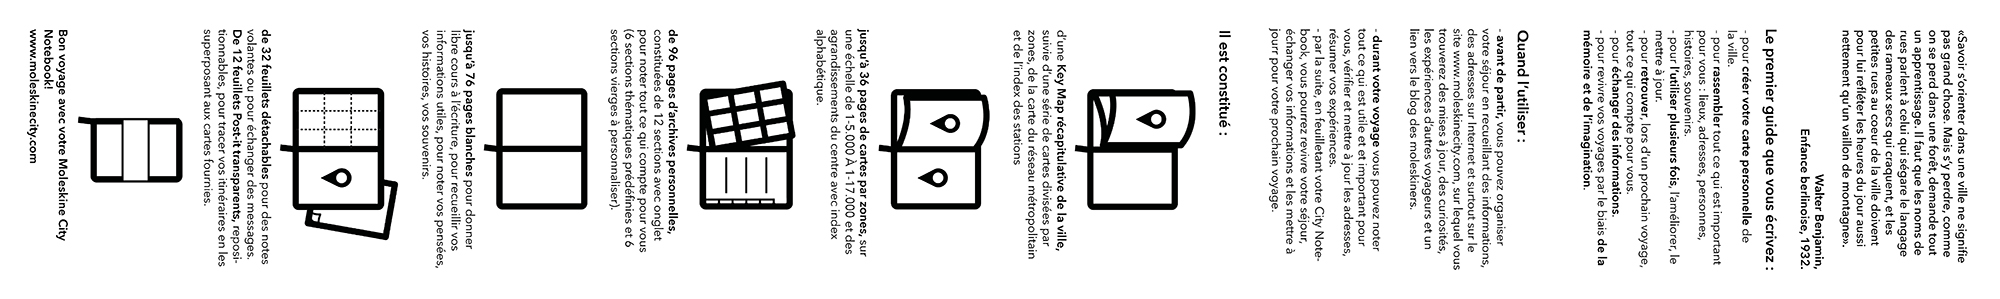 «Savoir s'orienter dans une ville ne signifie
pas grand chose. Mais s'y perdre, comme
on se perd dans une forêt, demande tout
un apprentissage. Il faut que les noms de
rues parlent à celui qui s'égare le langage
des rameaux secs qui craquent, et les
petites rues au coeur de la ville doivent
pour lui refléter les heures du jour aussi
nettement qu'un vallon de montagne».
Walter Benjamin,
Enfance berlinoise, 1932.
Le premier guide que vous écrivez :
- pour créer votre carte personnelle de
la ville.
- pour rassembler tout ce qui est important
pour vous : lieux, adresses, personnes,
histoires, souvenirs.
- pour l'utiliser plusieurs fois, l'améliorer, le
mettre à jour.
- pour retrouver, lors d'un prochain voyage,
tout ce qui compte pour vous.
- pour échanger des informations.
- pour revivre vos voyages par le biais de la
mémoire et de l'imagination.
Quand l'utiliser :
- avant de partir, vous pouvez organiser
votre séjour en recueillant des informations,
des adresses sur Internet et surtout sur le
site www.moleskinecity.com, sur lequel vous
trouverez des mises à jour, des curiosités,
les expériences d'autres voyageurs et un
lien vers le blog des moleskiners.
- durant votre voyage vous pouvez noter
tout ce qui est utile et et important pour
vous, vérifier et mettre à jour les adresses,
résumer vos expériences.
- par la suite, en feuilletant votre City Note-
book, vous pourrez revivre votre séjour,
échanger vos informations et les mettre à
jourr pour votre prochain voyage.
Il est constitué :
d'une Key Map récapitulative de la ville,
suivie d'une série de cartes divisées par
zones, de la carte du réseau métropolitain
et de l'index des stations
jusqu'à 36 pages de cartes par zones, sur
une échelle de 1-5.000 À 1-17.000 et des
agrandissements du centre avec index
alphabétique.
de 96 pages d'archives personnelles,
constituées de 12 sections avec onglet
pour noter tout ce qui compte pour vous
(6 sections thématiques prédéfinies et 6
sections vierges à personnaliser).
jusqu'à 76 pages blanches pour donner
libre cours à l'écriture, pour recueillir vos
informations utiles, pour noter vos pensées,
vos histoires, vos souvenirs.
de 32 feuillets détachables pour des notes
volantes ou pour échanger des messages.
De 12 feuillets Post-it transparents, reposi-
tionnables, pour tracer vos itinéraires en les
superposant aux cartes fournies.
Bon voyage avec votre Moleskine City
Notebook!
www.moleskinecity.com